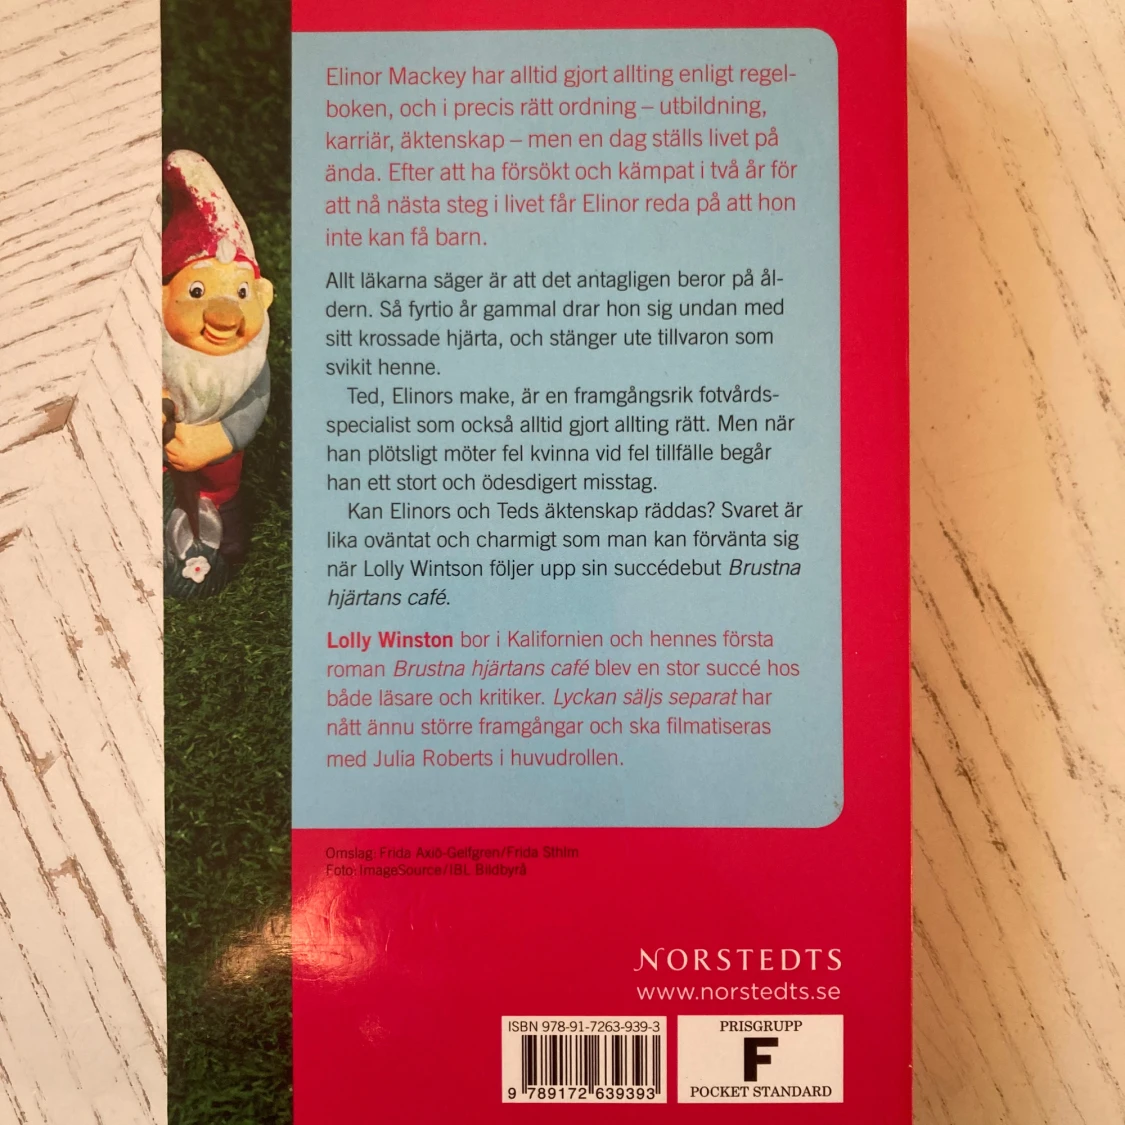 Elinor Mackey har alltid gjort allting enligt regel-
boken, och i precis rätt ordning – utbildning,
karriär, äktenskap – men en dag ställs livet på
ända. Efter att ha försökt och kämpat i två år för
att nå nästa steg i livet får Elinor reda på att hon
inte kan få barn.
Allt läkarna säger är att det antagligen beror på ål-
dern. Så fyrtio år gammal drar hon sig undan med
sitt krossade hjärta, och stänger ute tillvaron som
svikit henne.
Ted, Elinors make, är en framgångsrik fotvårds-
specialist som också alltid gjort allting rätt. Men när
han plötsligt möter fel kvinna vid fel tillfälle begår
han ett stort och ödesdigert misstag.
Kan Elinors och Teds äktenskap räddas? Svaret är
lika oväntat och charmigt som man kan förvänta sig
när Lolly Wintson följer upp sin succédebut Brustna
hjärtans café.
Lolly Winston bor i Kalifornien och hennes första
roman Brustna hjärtans café blev en stor succé hos
både läsare och kritiker. Lyckan säljs separat har
nått ännu större framgångar och ska filmatiseras
med Julia Roberts i huvudrollen.
Omslag: Frida Axiö-Gelfgren/Frida Sthim
Foto: ImageSource/IBL Bildbyrå
NORSTEDTS
www.norstedts.se
ISBN 978-91-7263-939-3
9 789172 639393
PRISGRUPP
F
POCKET STANDARD